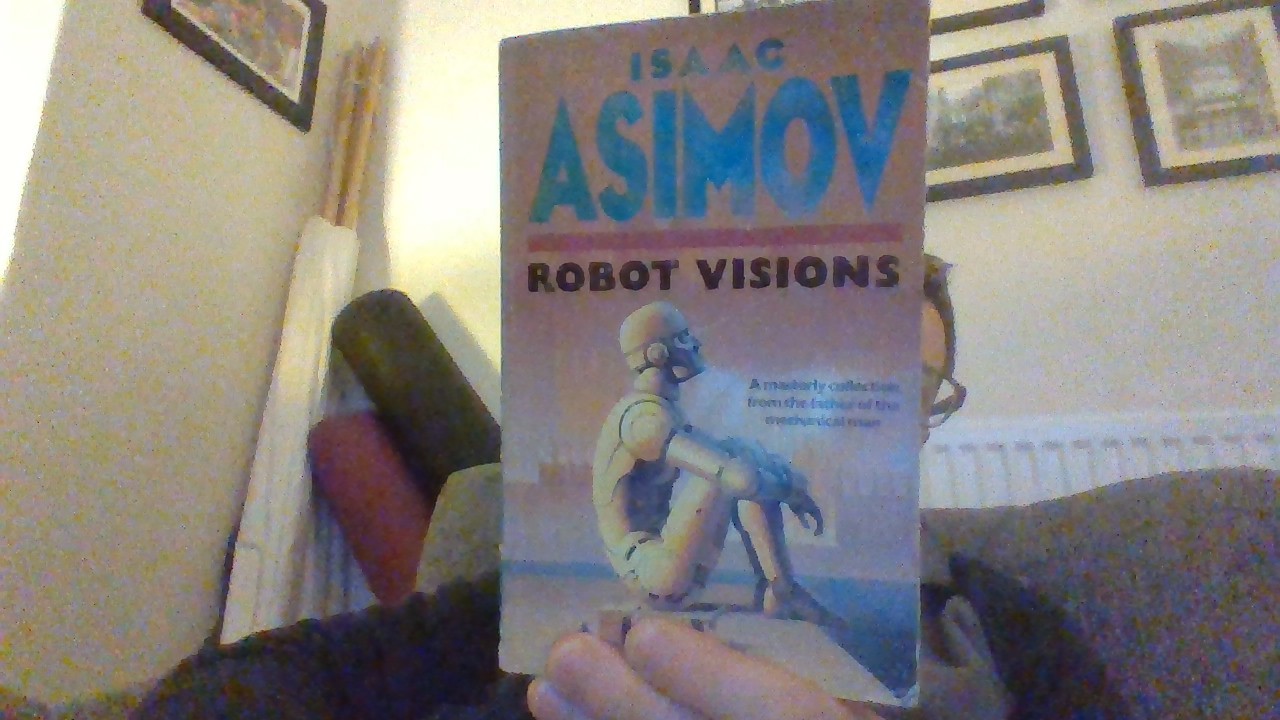 ISAAC
ASIMOV
ROBOT VISIONS
A masterly collection
from the father of the
mechanical man